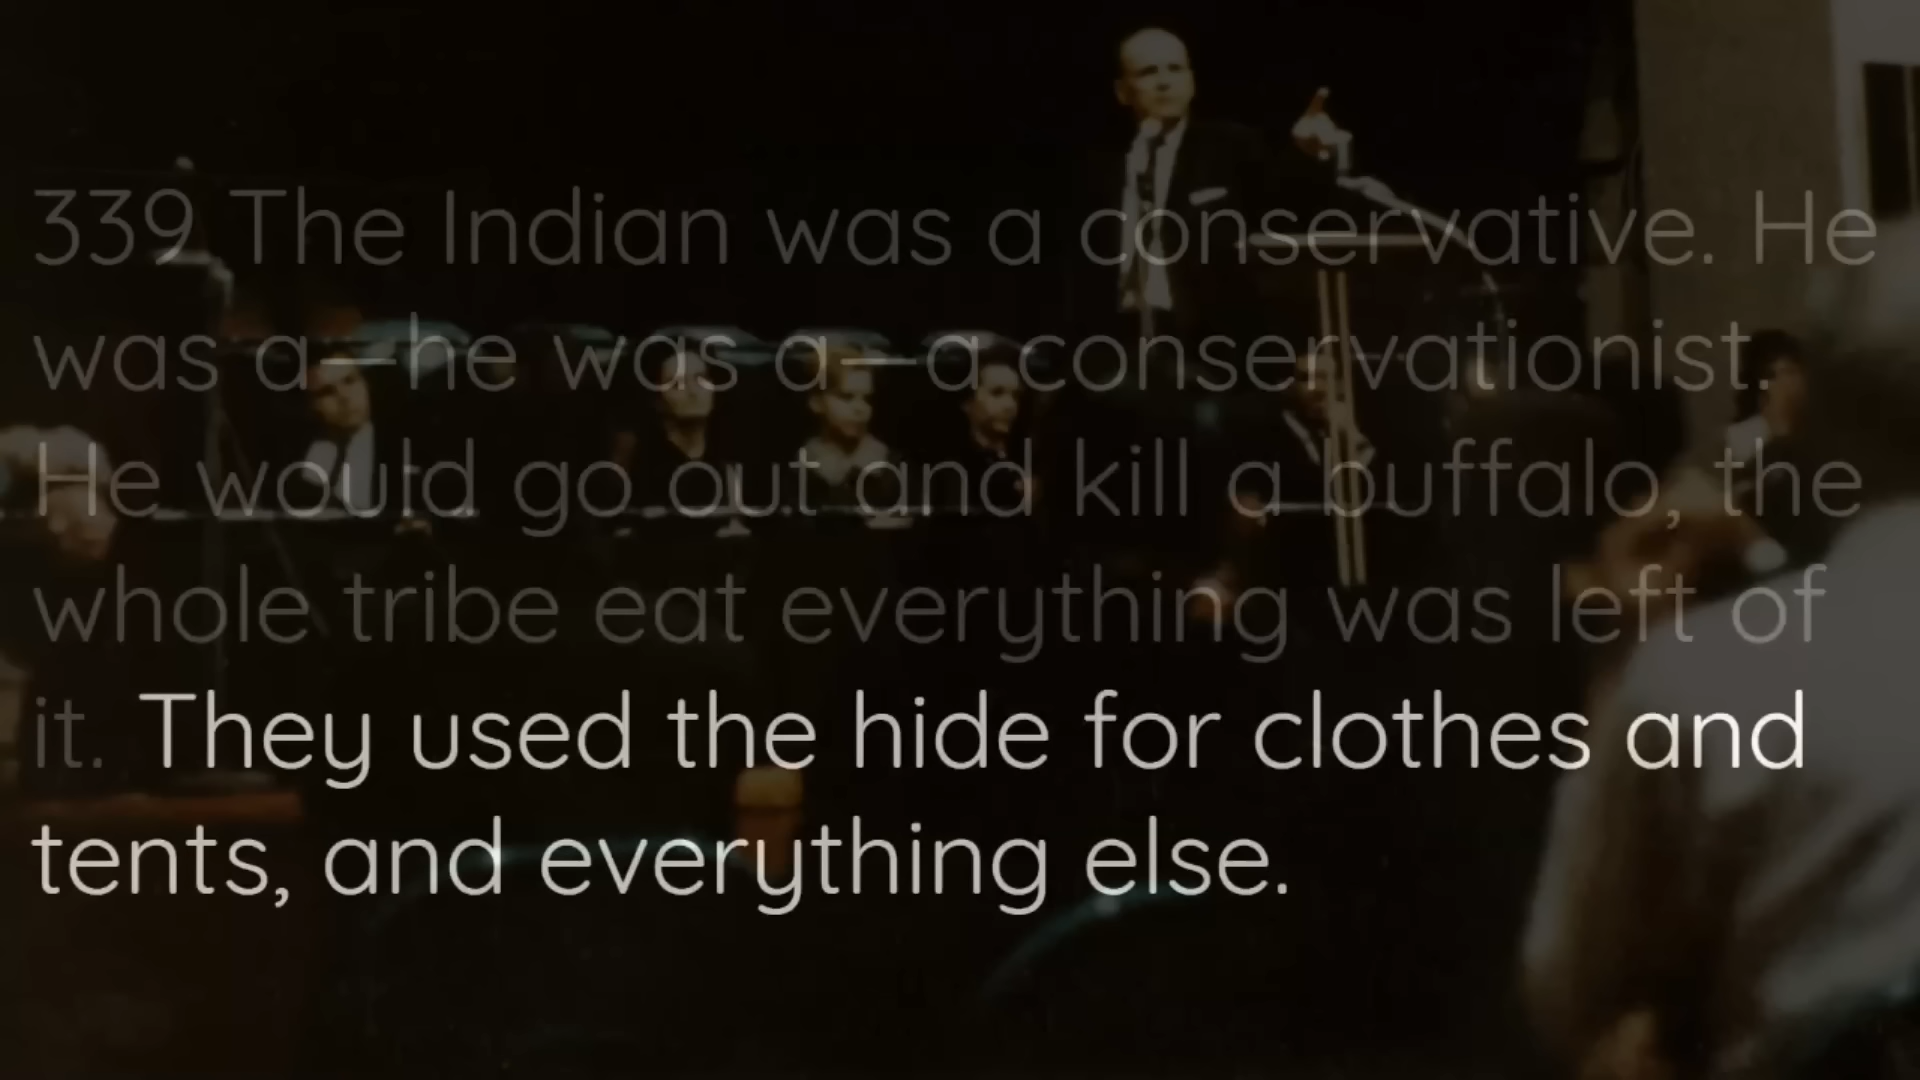 339 The Indian was a conservative. He
was a—he was a—a conservationist.
He would go out and kill a buffalo, the
whole tribe eat everything was left of
it. They used the hide for clothes and
tents, and everything else.